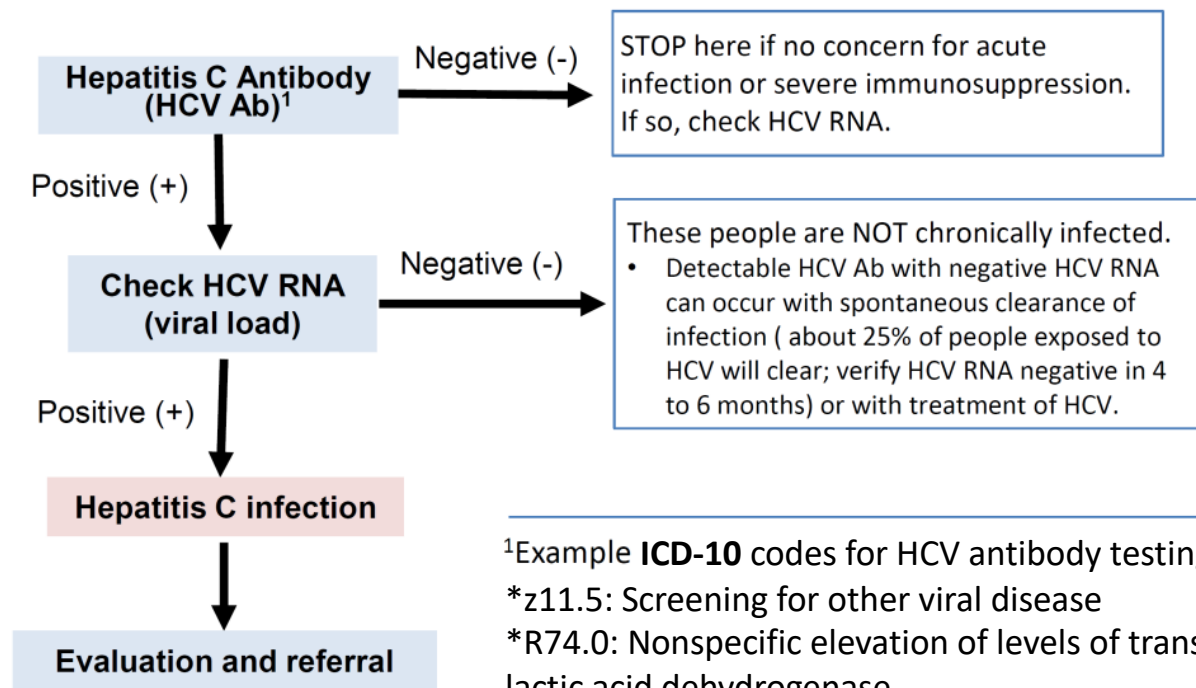 Hepatitis C Antibody
(HCV Ab)1
Negative (-)
STOP here if no concern for acute
infection or severe immunosuppression.
If so, check HCV RNA.
Positive (+)
Check HCV RNA
(viral load)
Negative (-)
These people are NOT chronically infected.
• Detectable HCV Ab with negative HCV RNA
can occur with spontaneous clearance of
infection ( about 25% of people exposed to
HCV will clear; verify HCV RNA negative in 4
to 6 months) or with treatment of HCV.
Positive (+)
Hepatitis C infection
Evaluation and referral
1Example ICD-10 codes for HCV antibody
*z11.5: Screening for other viral disease
*R74.0: Nonspecific elevation of levels of
lactic acid dehydrogenase